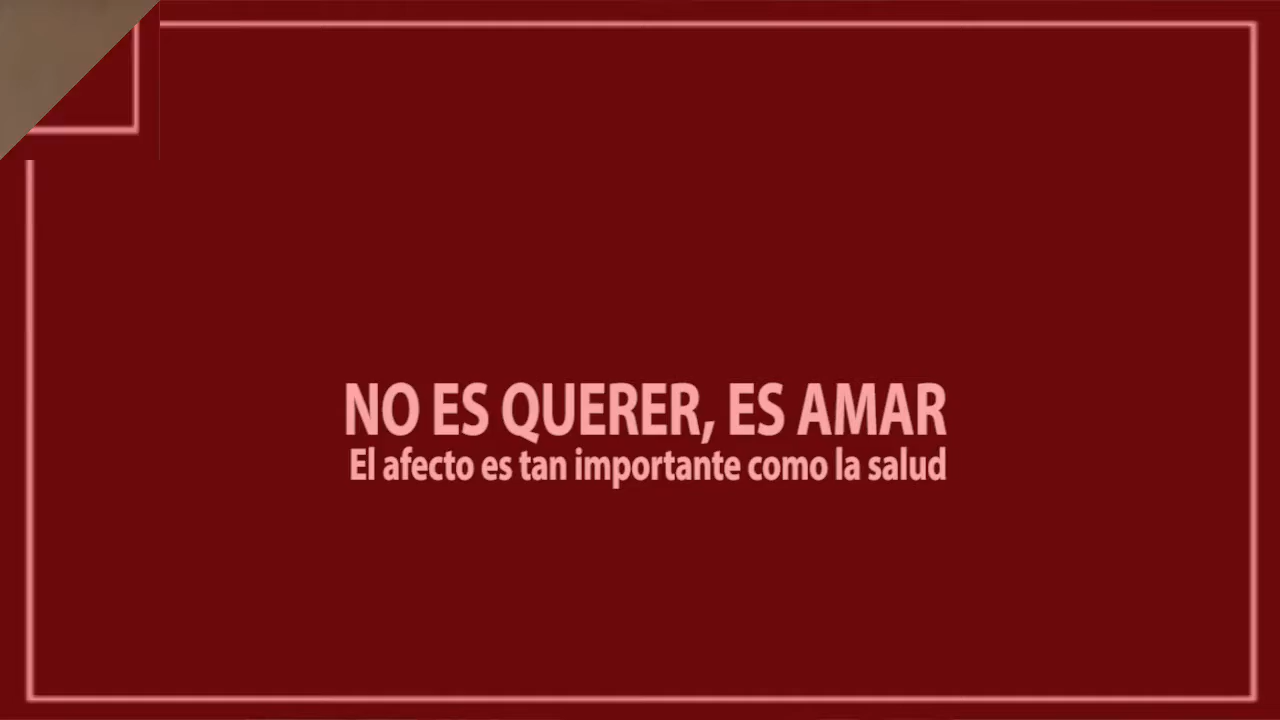 NO ES QUERER, ES AMAR
El afecto es tan importante como la salud